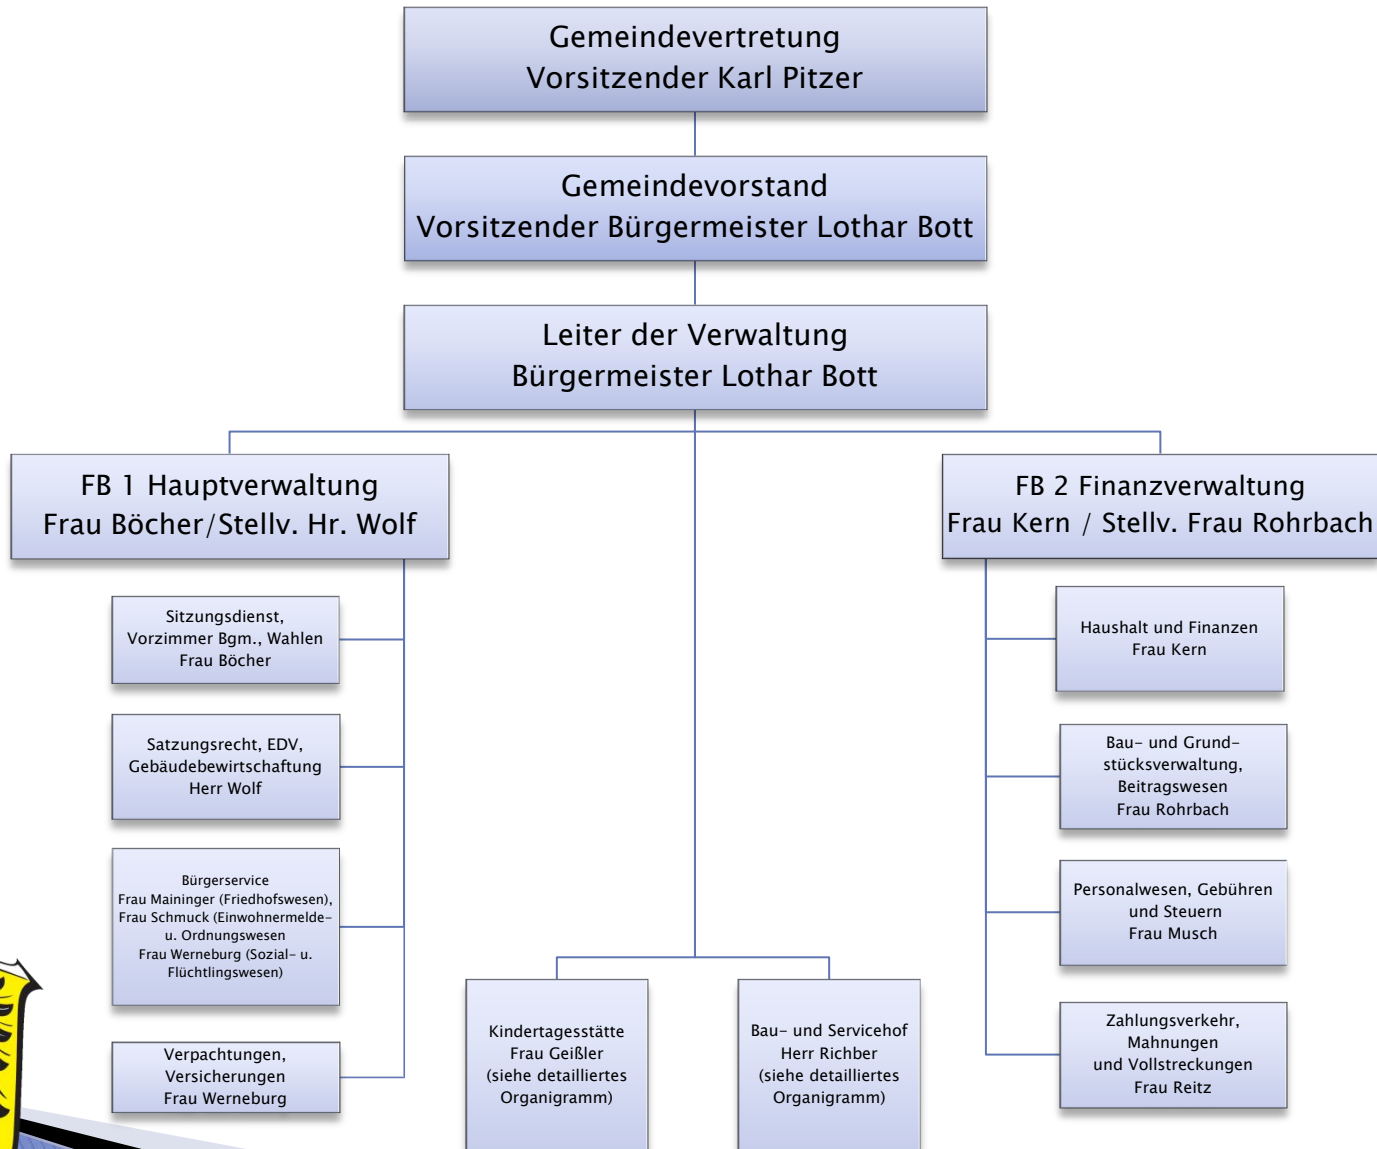 Gemeindevertretung
Vorsitzender Karl Pitzer
Gemeindevorstand
Vorsitzender Bürgermeister Lothar Bott
Leiter der Verwaltung
Bürgermeister Lothar Bott
FB 1 Hauptverwaltung
Frau Böcher/Stellv. Hr. Wolf
Sitzungsdienst,
Vorzimmer Bgm., Wahlen
Frau Böcher
Satzungsrecht, EDV,
Gebäudebewirtschaftung
Herr Wolf
Bürgerservice
Frau Maininger (Friedhofswesen),
Frau Schmuck (Einwohnermelde-
u. Ordnungswesen
Frau Werneburg (Sozial- u.
Flüchtlingswesen)
Verpachtungen,
Versicherungen
Frau Werneburg
Kindertagesstätte
Frau Geißler
(siehe detailliertes
Organigramm)
Bau- und Servicehof
Herr Richber
(siehe detailliertes
Organigramm)
FB 2 Finanzverwaltung
Frau Kern / Stellv. Frau Rohrbach
Haushalt und Finanzen
Frau Kern
Bau- und Grund-
stücksverwaltung,
Beitragswesen
Frau Rohrbach
Personalwesen, Gebühren
und Steuern
Frau Musch
Zahlungsverkehr,
Mahnungen
und Vollstreckungen
Frau Reitz